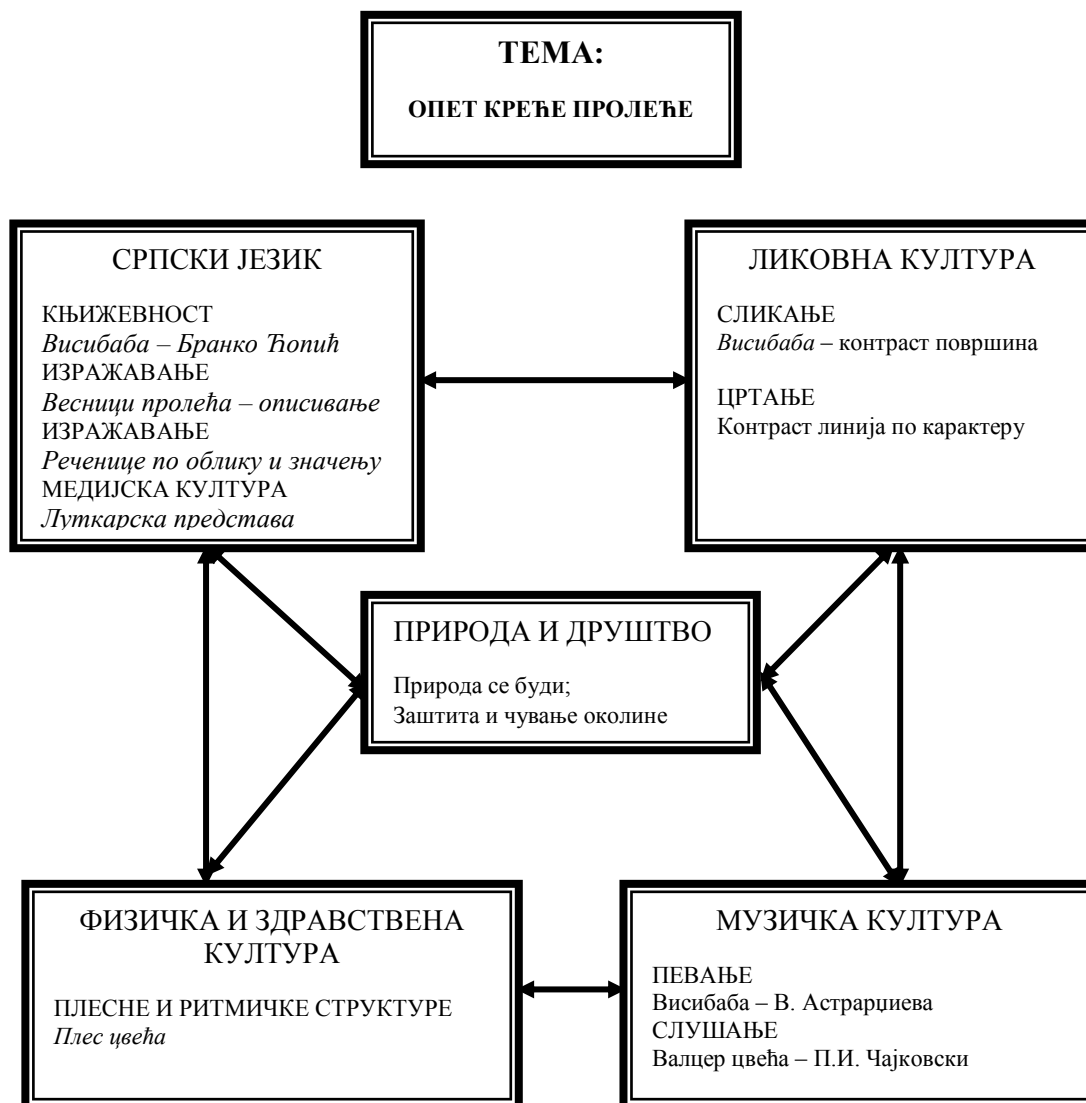 ТЕМА:
ОПЕТ КРЕЋЕ ПРОЛЕЋЕ
СРПСКИ ЈЕЗИК
КЊИЖЕВНОСТ
Висибаба – Бранко Ћопић
ИЗРАЖАВАЊЕ
Весници пролећа – описивање
ИЗРАЖАВАЊЕ
Реченице по облику и значењу
МЕДИЈСКА КУЛТУРА
Луткарска представа
ЛИКОВНА КУЛТУРА
СЛИКАЊЕ
Висибаба – контраст површина
ЦРТАЊЕ
Контраст линија по карактеру
ПРИРОДА И ДРУШТВО
Природа се буди;
Заштита и чување околине
ФИЗИЧКА И ЗДРАВСТВЕНА
КУЛТУРА
ПЛЕСНЕ И РИТМИЧКЕ СТРУКТУРЕ
Плес цвећа
МУЗИЧКА КУЛТУРА
ПЕВАЊЕ
Висибаба – В. Астрарџиева
СЛУШАЊЕ
Валцер цвећа – П.И. Чајковски